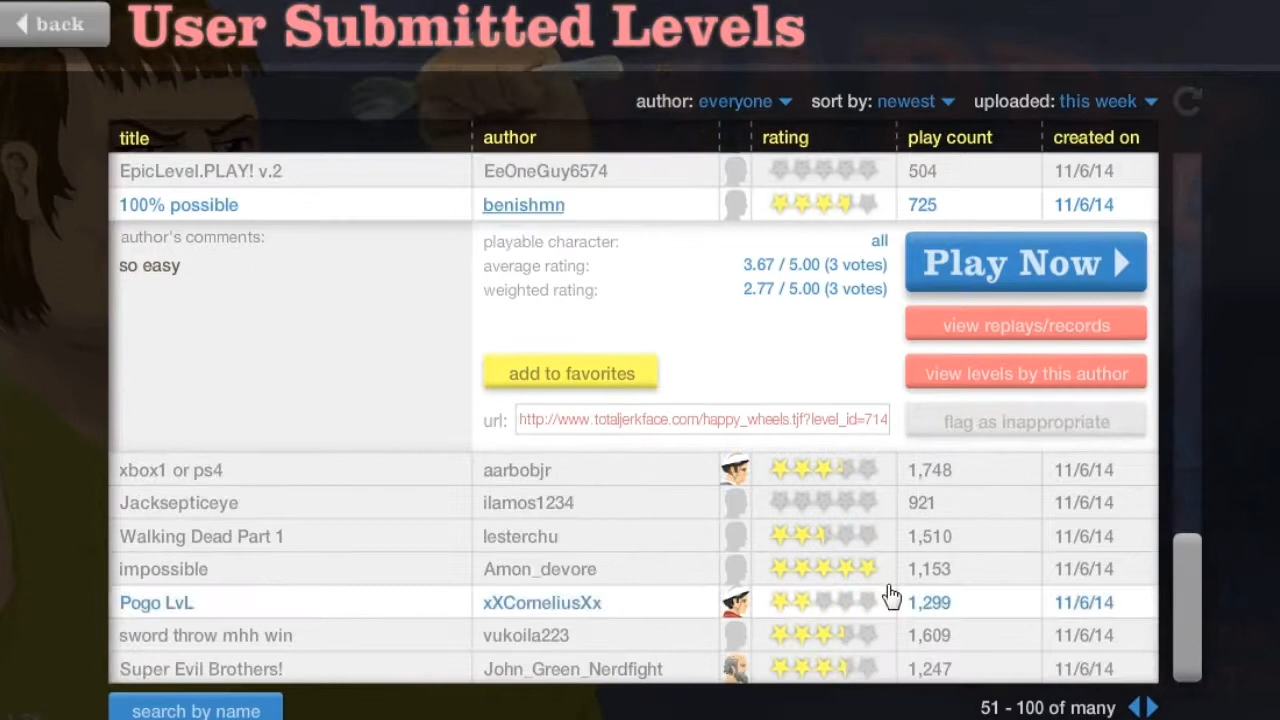 back
User Submitted Levels
author: everyone sort by: newest uploaded: this week
title author rating play count created on
EpicLevel.PLAY! v.2 EeOneGuy6574 504 11/6/14
100% possible benishmn 725 11/6/14
author's comments:
so easy
playable character: all
average rating: 3.67 / 5.00 (3 votes)
weighted rating: 2.77 / 5.00 (3 votes)
add to favorites
url: http://www.totaljerkface.com/happy_wheels.tjf?level_id=714
Play Now
view replays/records
view levels by this author
flag as inappropriate
xbox1 or ps4 aarbobjr 1,748 11/6/14
Jacksepticeye ilamos1234 921 11/6/14
Walking Dead Part 1 lesterchu 1,510 11/6/14
impossible Amon_devore 1,153 11/6/14
Pogo LvL xXCorneliusXx 1,299 11/6/14
sword throw mhh win vukoila223 1,609 11/6/14
Super Evil Brothers! John_Green_Nerdfight 1,247 11/6/14
search by name
51 - 100 of many